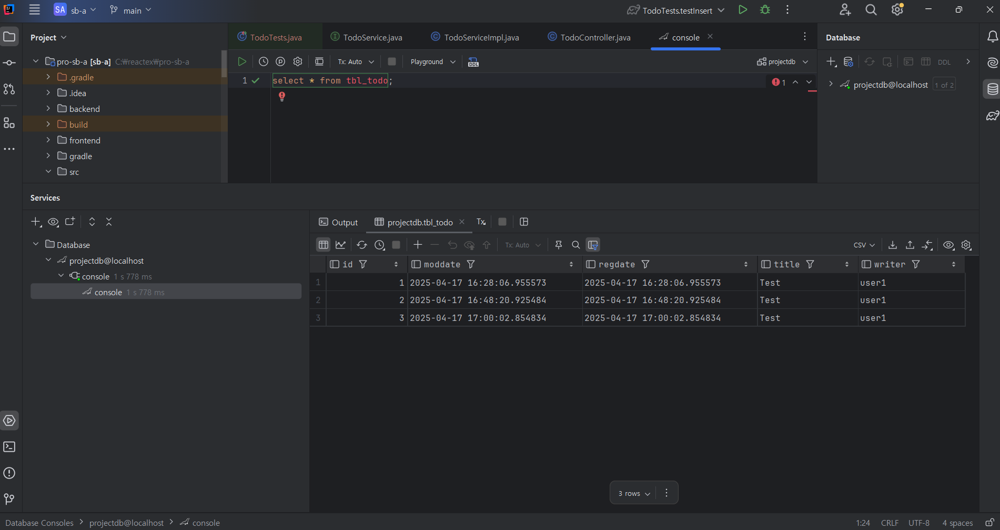 SA sb-a main TodoTests.testInsert
Project
TodoTests.java TodoService.java TodoServiceImpl.java TodoController.java console
Database
pro-sb-a [sb-a] C:₩reactex₩pro-sb-a
Tx: Auto Playground DDL projectdb
DDL
.gradle
1 select * from tbl_todo;
1
projectdb@localhost 1 of 2
.idea
backend
build
frontend
gradle
src
Services
Output projectdb.tbl_todo Tx
Database
Tx: Auto CSV
projectdb@localhost
console 1 s 778 ms
console 1 s 778 ms
id moddate regdate title writer
1 1 2025-04-17 16:28:06.955573 2025-04-17 16:28:06.955573 Test user1
2 2 2025-04-17 16:48:20.925484 2025-04-17 16:48:20.925484 Test user1
3 3 2025-04-17 17:00:02.854834 2025-04-17 17:00:02.854834 Test user1
3 rows
Database Consoles > projectdb@localhost > console
1:24 CRLF UTF-8 4 spaces